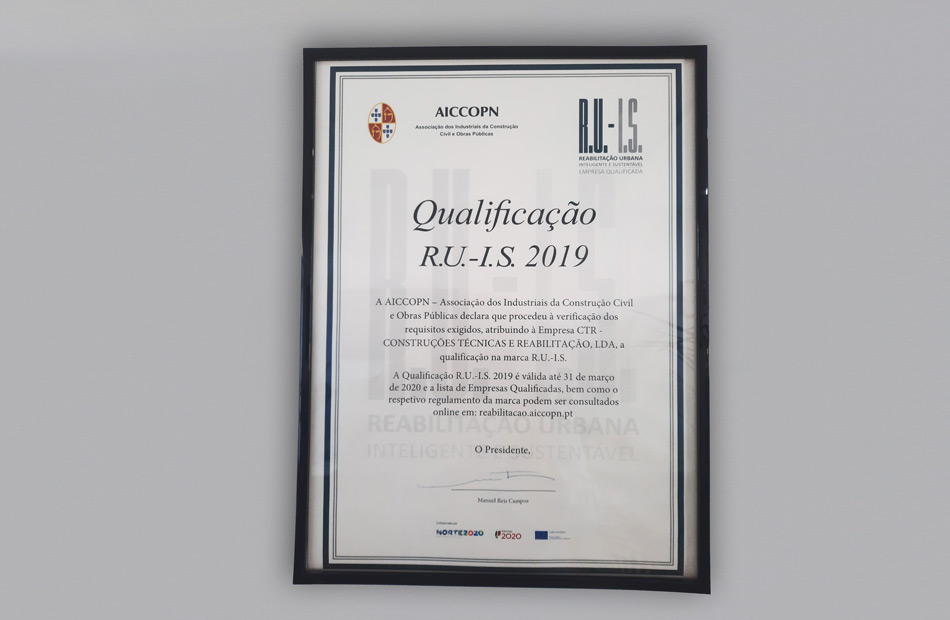 AICCOPN
Associação dos Industriais da Construção
Civil e Obras Públicas
R.U.-I.S.
REABILITAÇÃO URBANA
INTELIGENTE E SUSTENTÁVEL
EMPRESA QUALIFICADA
Qualificação
R.U.-I.S. 2019
A AICCOPN – Associação dos Industriais da Construção Civil
e Obras Públicas declara que procedeu à verificação dos
requisitos exigidos, atribuindo à Empresa CTR -
CONSTRUÇÕES TÉCNICAS E REABILITAÇÃO, LDA, a
qualificação na marca R.U.-I.S.
A Qualificação R.U.-I.S. 2019 é válida até 31 de março
de 2020 e a lista de Empresas Qualificadas, bem como o
respetivo regulamento da marca podem ser consultados
online em: reabilitacao.aiccopn.pt
R.U.-I.S
REABILITAÇÃO URBANA
INTELIGENTE E SUSTENTÁVEL
O Presidente,
Manuel Reis Campos
NORTE2020
2020